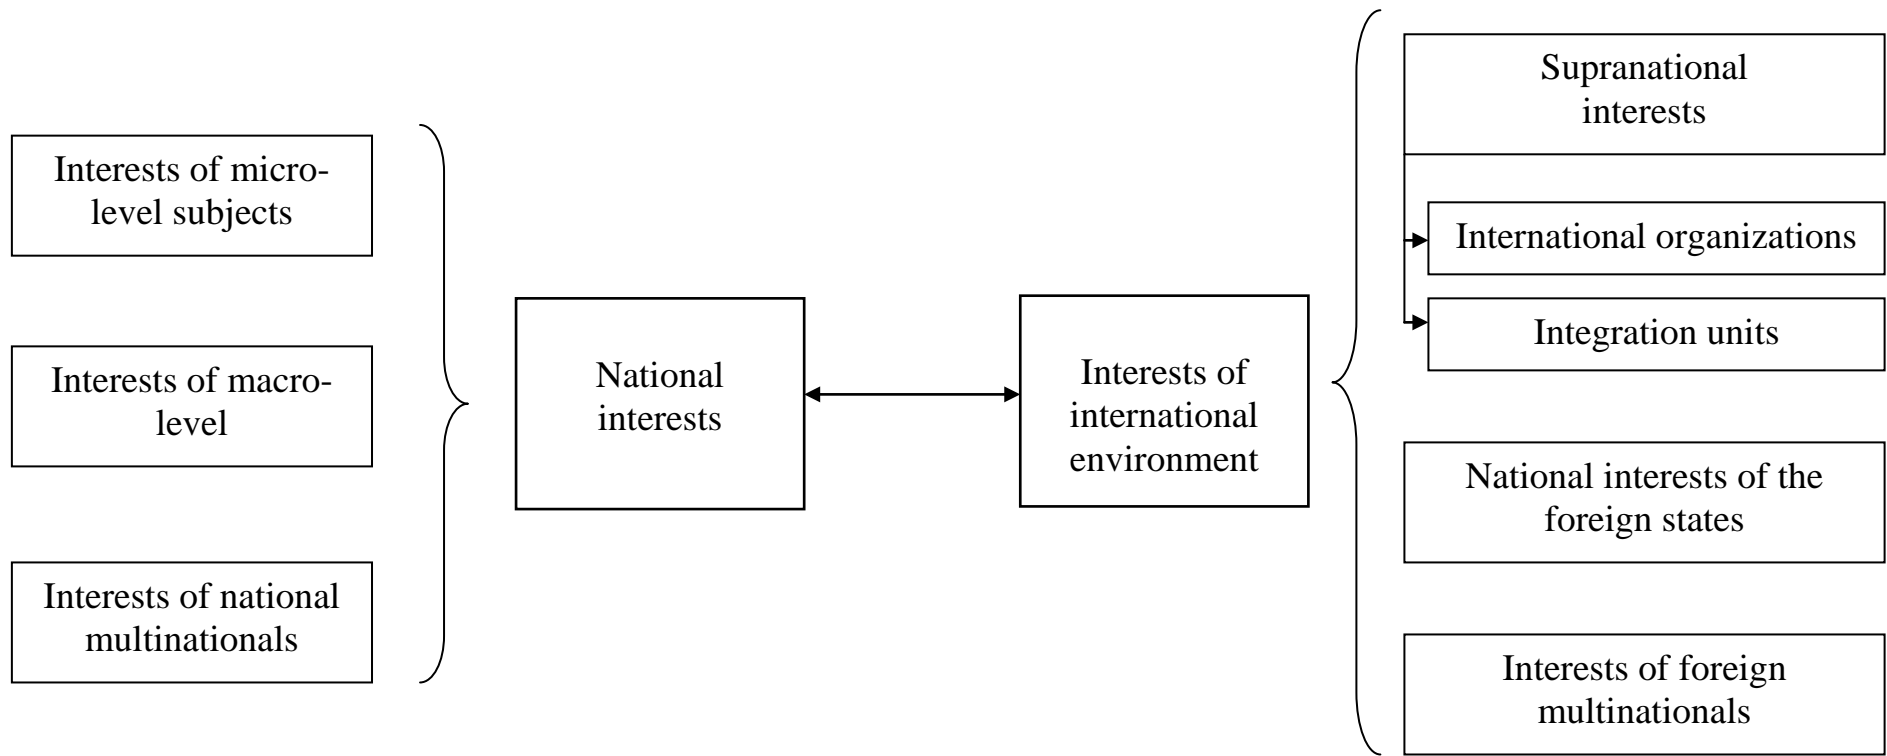 Interests of micro-
level subjects
Interests of macro-
level
Interests of national
multinationals
National
interests
Interests of
international
environment
Supranational
interests
International organizations
Integration units
National interests of the
foreign states
Interests of foreign
multinationals